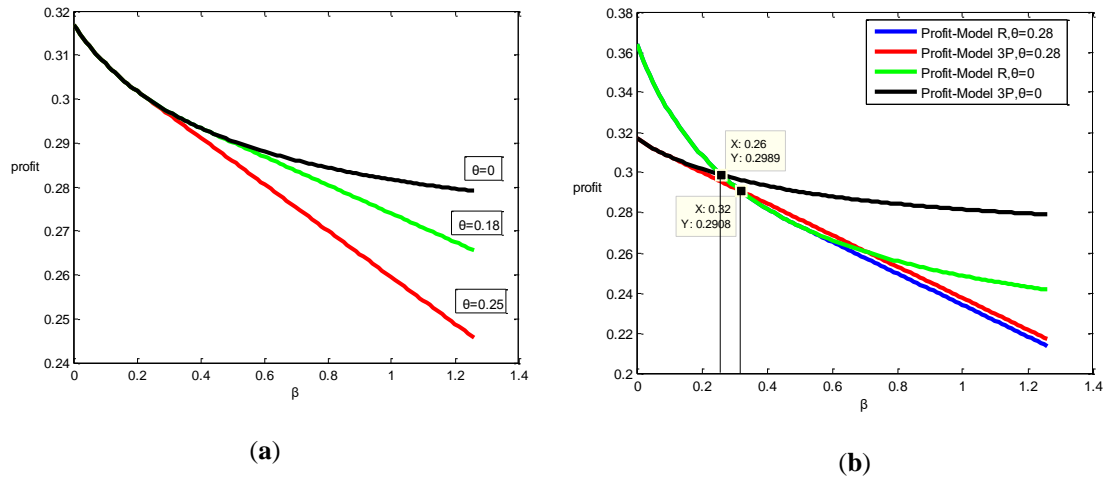 0.32
0.31
0.3
0.29
profit
0.28
0.27
0.26
0.25
0.24
0
0.2
0.4
0.6
0.8
1
1.2
1.4
β
θ=0
θ=0.18
θ=0.25
(a)
0.38
0.36
0.34
0.32
0.3
profit
0.28
0.26
0.24
0.22
0.2
0
0.2
0.4
0.6
0.8
1
1.2
1.4
β
Profit-Model R,θ=0.28
Profit-Model 3P,θ=0.28
Profit-Model R,θ=0
Profit-Model 3P,θ=0
X: 0.26
Y: 0.2989
X: 0.32
Y: 0.2908
(b)